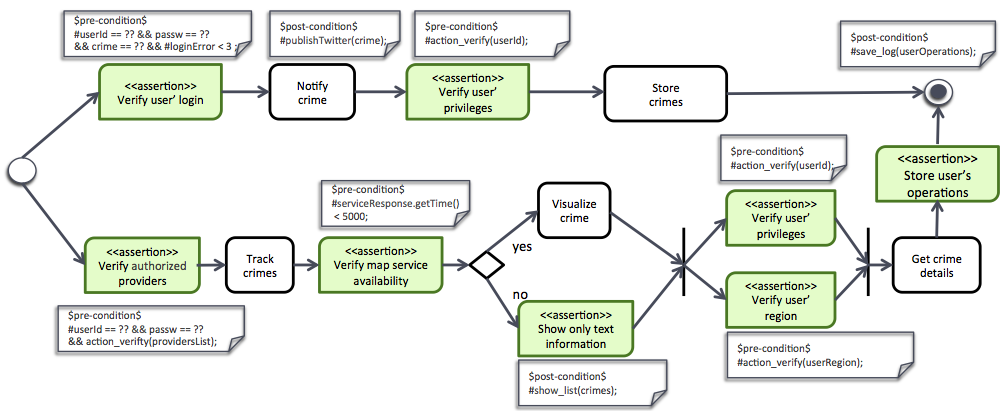 $pre-condition$
#userId == ?? && passw == ??
&& crime == ?? && #loginError < 3 ;
$post-condition$
#publishTwitter(crime);
$pre-condition$
#action_verify(userId);
$post-condition$
#save_log(userOperations);
<<assertion>>
Verify user' login
Notify
crime
<<assertion>>
Verify user'
privileges
Store
crimes
$pre-condition$
#action_verify(userId);
<<assertion>>
Store user's
operations
$pre-condition$
#serviceResponse.getTime()
< 5000;
Visualize
crime
<<assertion>>
Verify user'
privileges
yes
<<assertion>>
Verify authorized
providers
Track
crimes
<<assertion>>
Verify map service
availability
Get crime
details
no
<<assertion>>
Verify user'
region
<<assertion>>
Show only text
information
$pre-condition$
#userId == ?? && passw == ??
&& action_verifty(providersList);
$pre-condition$
#action_verify(userRegion);
$post-condition$
#show_list(crimes);